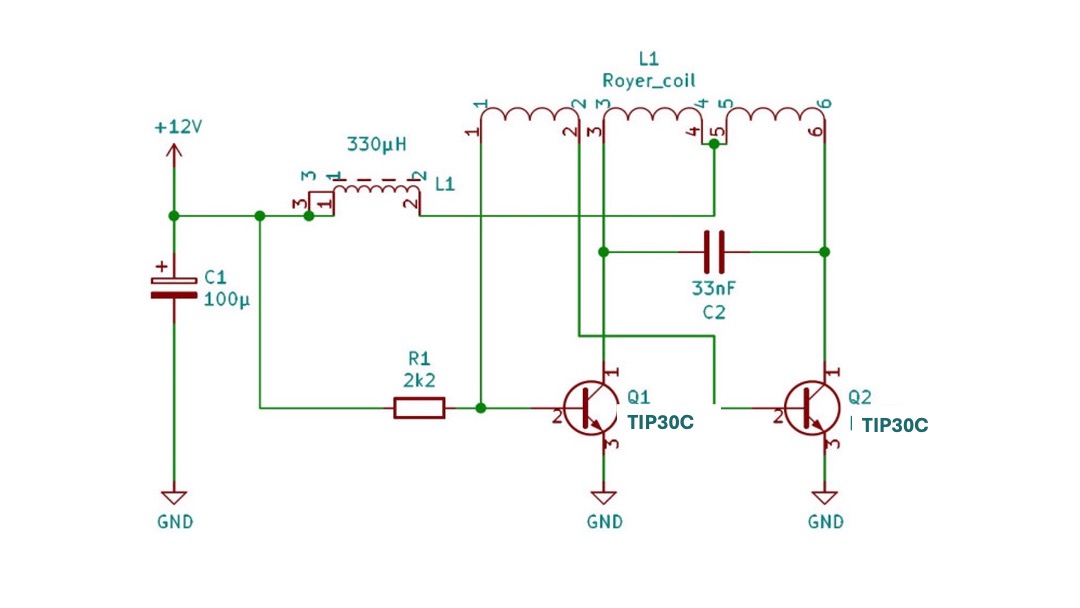 L1
Royer_coil
1 2 3 4 5 6
1 2 3 4 5 6
+12V
330µH
3 1 2
L1
3 1 2
+
C1
100µ
33nF
C2
R1
2k2
1
Q1
2
TIP30C
3
1
Q2
2
TIP30C
3
GND
GND
GND